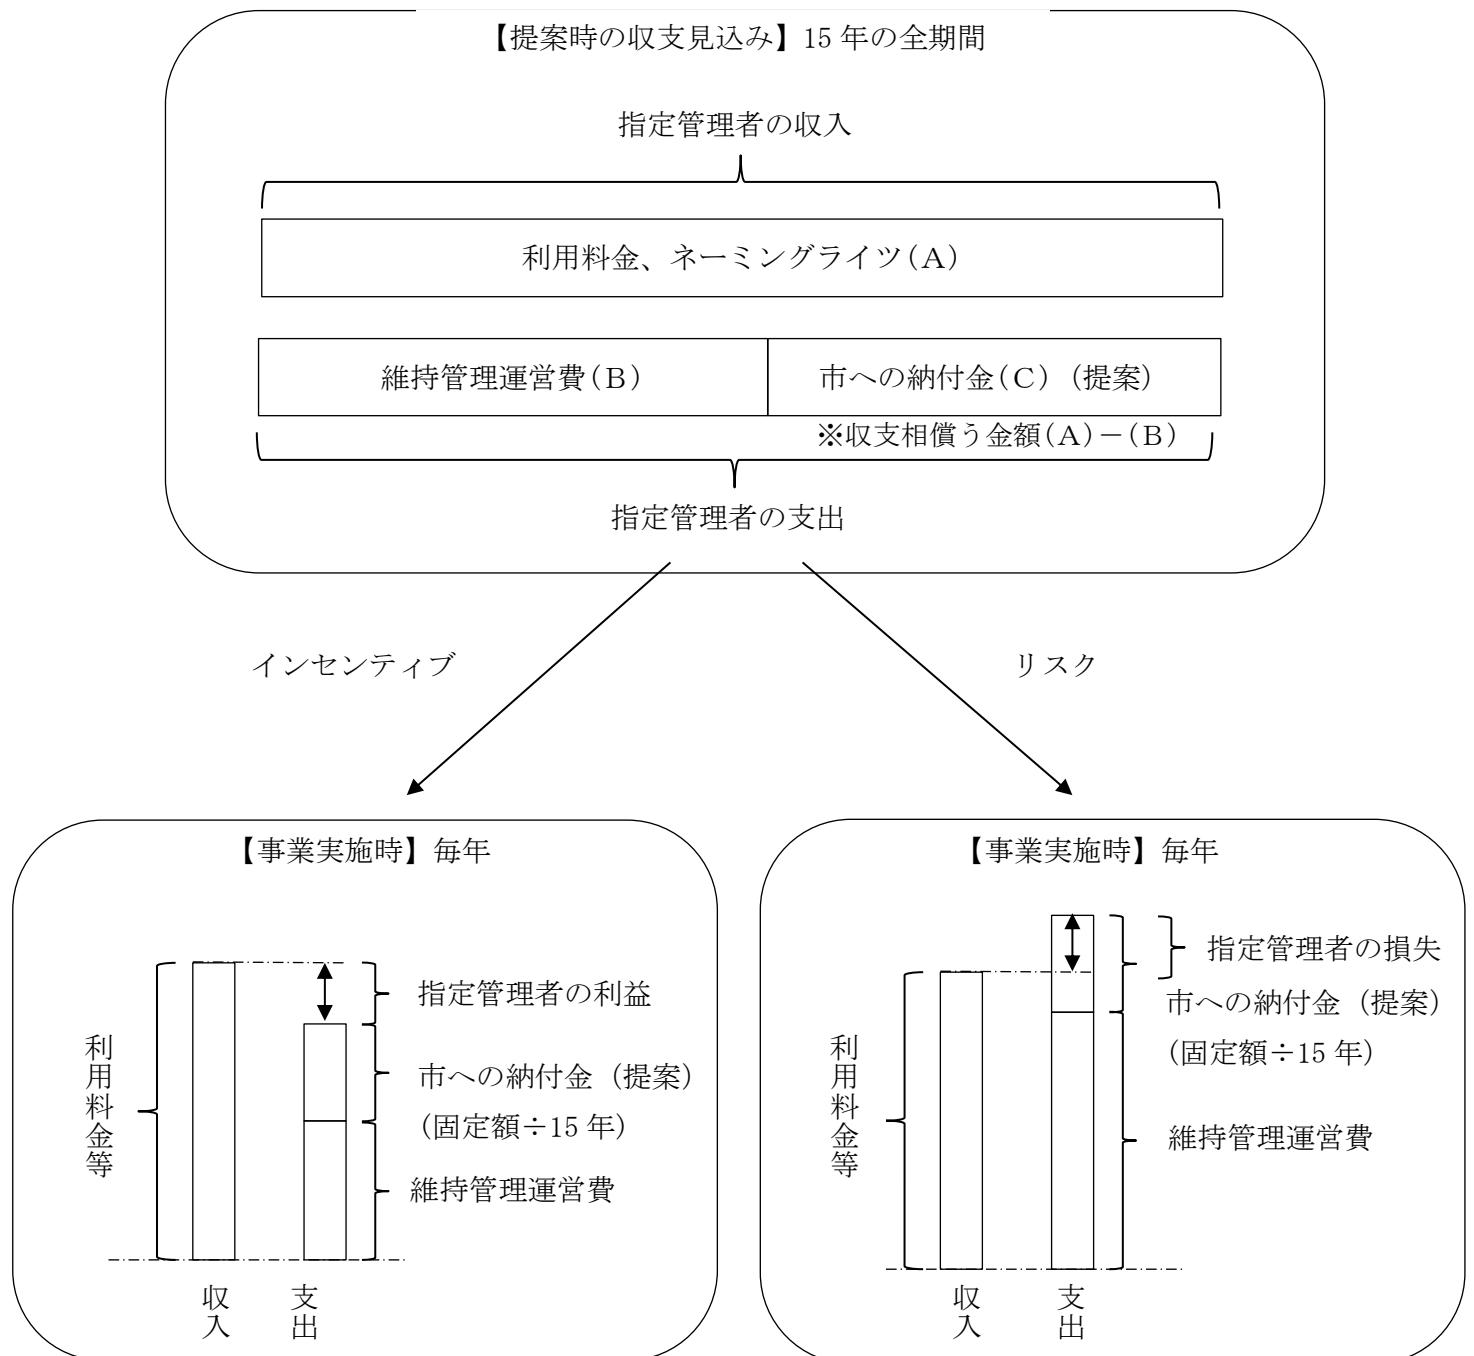 【提案時の収支見込み】15 年の全期間
指定管理者の収入
利用料金、ネーミングライツ(A)
維持管理運営費(B)
市への納付金(C)（提案）
※収支相償う金額(A)－(B)
指定管理者の支出
インセンティブ
リスク
【事業実施時】毎年
利用料金等
指定管理者の利益
市への納付金（提案）
(固定額÷15 年)
維持管理運営費
収入
支出
【事業実施時】毎年
利用料金等
指定管理者の損失
市への納付金（提案）
(固定額÷15 年)
維持管理運営費
収入
支出